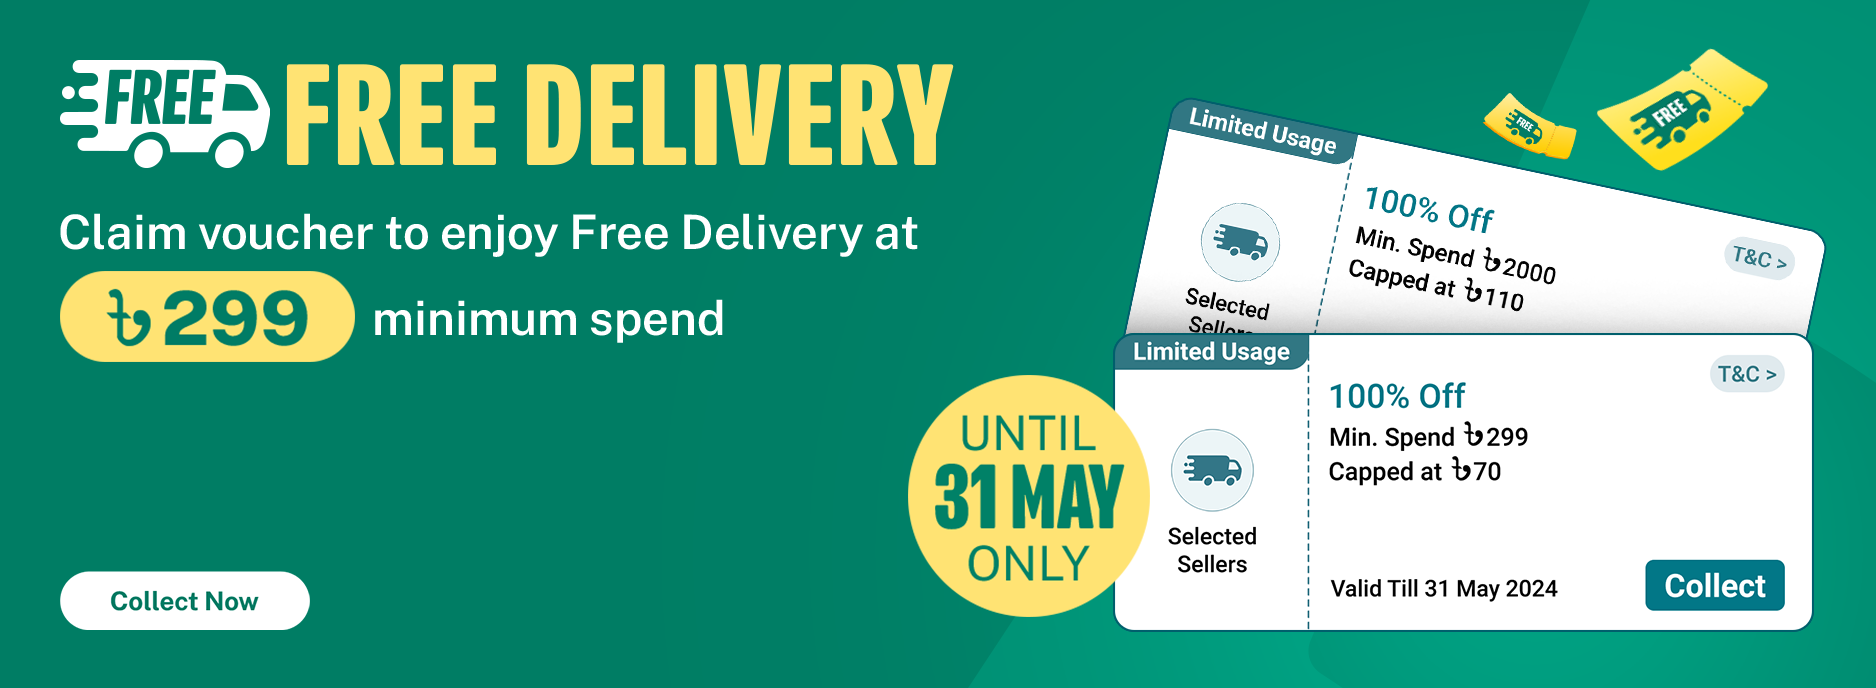 FREE
FREE DELIVERY
Claim voucher to enjoy Free Delivery at
৳299 minimum spend
UNTIL
31 MAY
ONLY
Collect Now
FREE
FREE
Limited Usage
Selected
Sellers
100% Off
Min. Spend ৳2000
Capped at ৳110
T&C >
Limited Usage
Selected
Sellers
100% Off
Min. Spend ৳299
Capped at ৳70
T&C >
Valid Till 31 May 2024
Collect